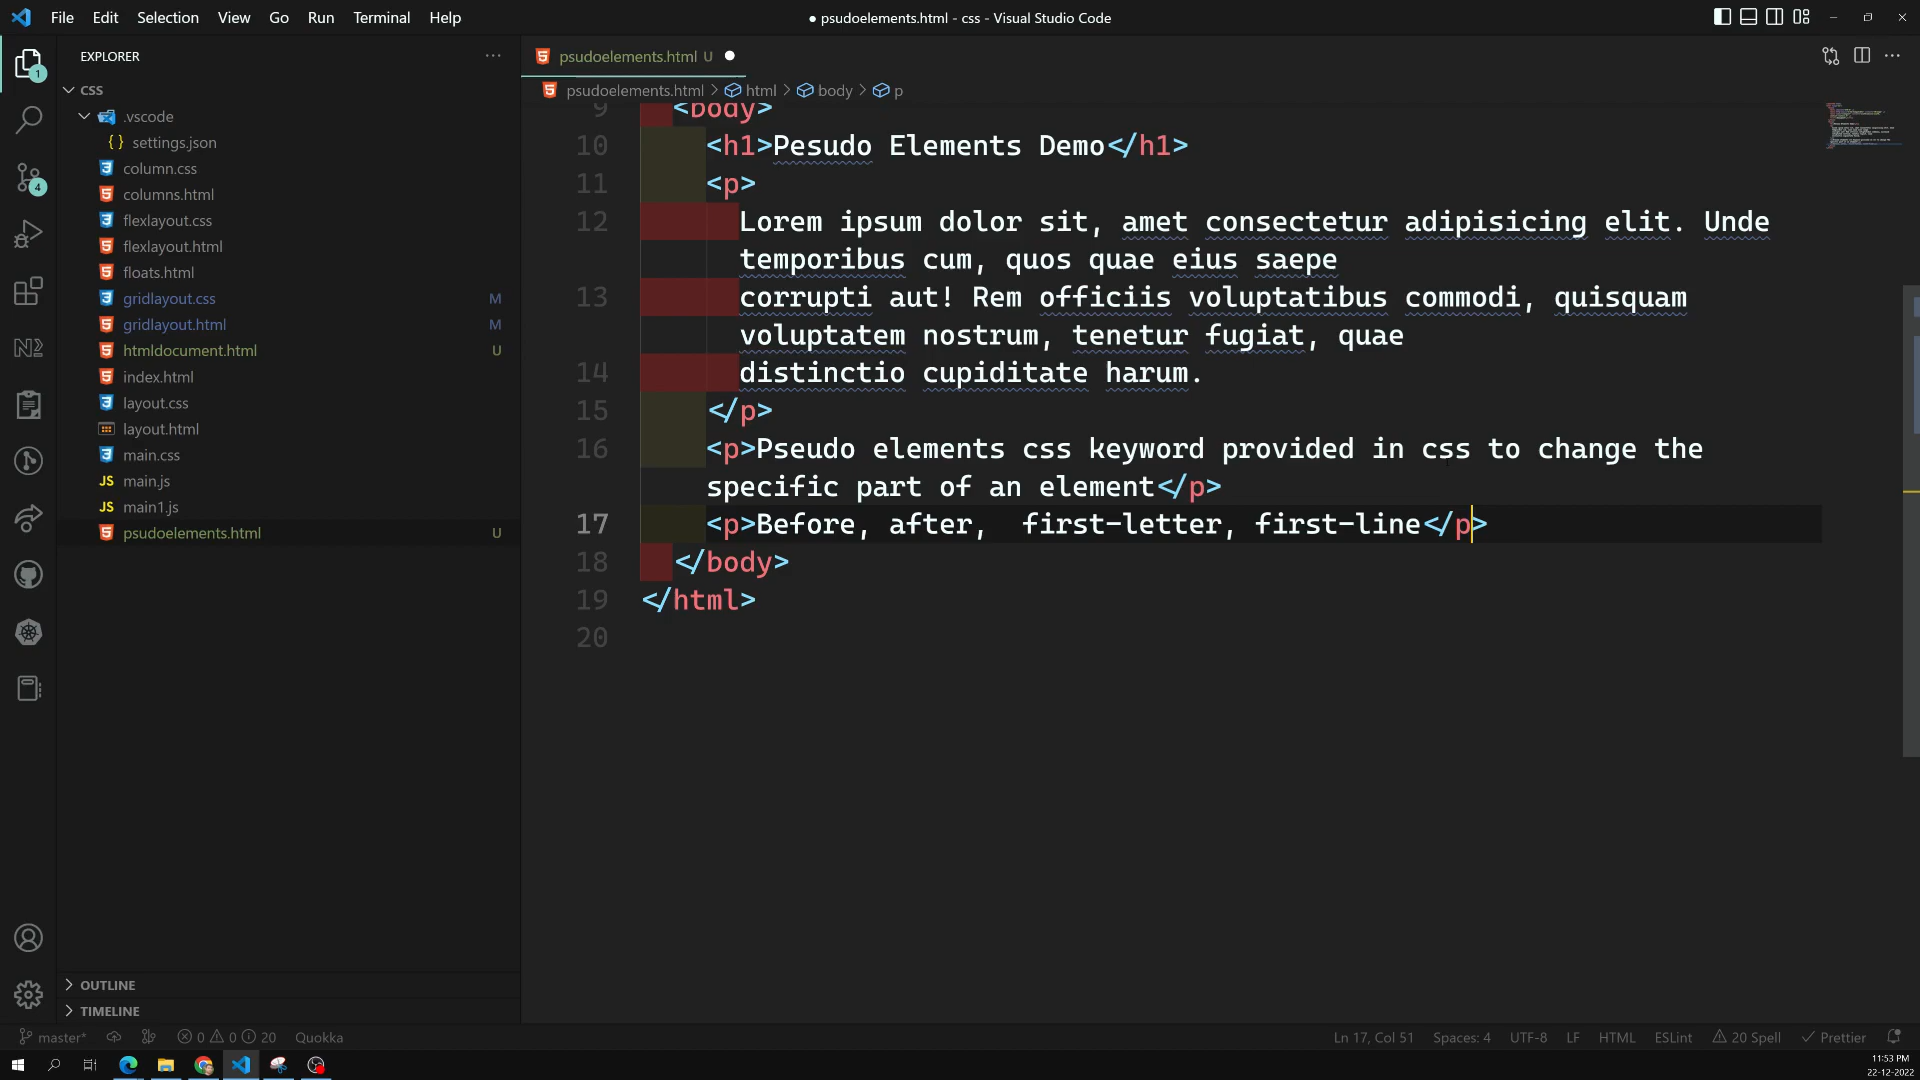 File Edit Selection View Go Run Terminal Help
● psudoelements.html - css - Visual Studio Code
EXPLORER
CSS
.vscode
{ } settings.json
column.css
columns.html
flexlayout.css
flexlayout.html
floats.html
gridlayout.css M
gridlayout.html M
htmldocument.html U
index.html
layout.css
layout.html
main.css
JS main.js
JS main1.js
psudoelements.html U
OUTLINE
TIMELINE
1
4
psudoelements.html U ●
psudoelements.html > html > body > p
9 <body>
10 <h1>Pesudo Elements Demo</h1>
11 <p>
12 Lorem ipsum dolor sit, amet consectetur adipisicing elit. Unde
temporibus cum, quos quae eius saepe
13 corrupti aut! Rem officiis voluptatibus commodi, quisquam
voluptatem nostrum, tenetur fugiat, quae
14 distinctio cupiditate harum.
15 </p>
16 <p>Pseudo elements css keyword provided in css to change the
specific part of an element</p>
17 <p>Before, after,  first-letter, first-line</p>
18 </body>
19 </html>
20
master* 0 0 20 Quokka
Ln 17, Col 51 Spaces: 4 UTF-8 LF HTML ESLint 20 Spell Prettier
11:53 PM
22-12-2022